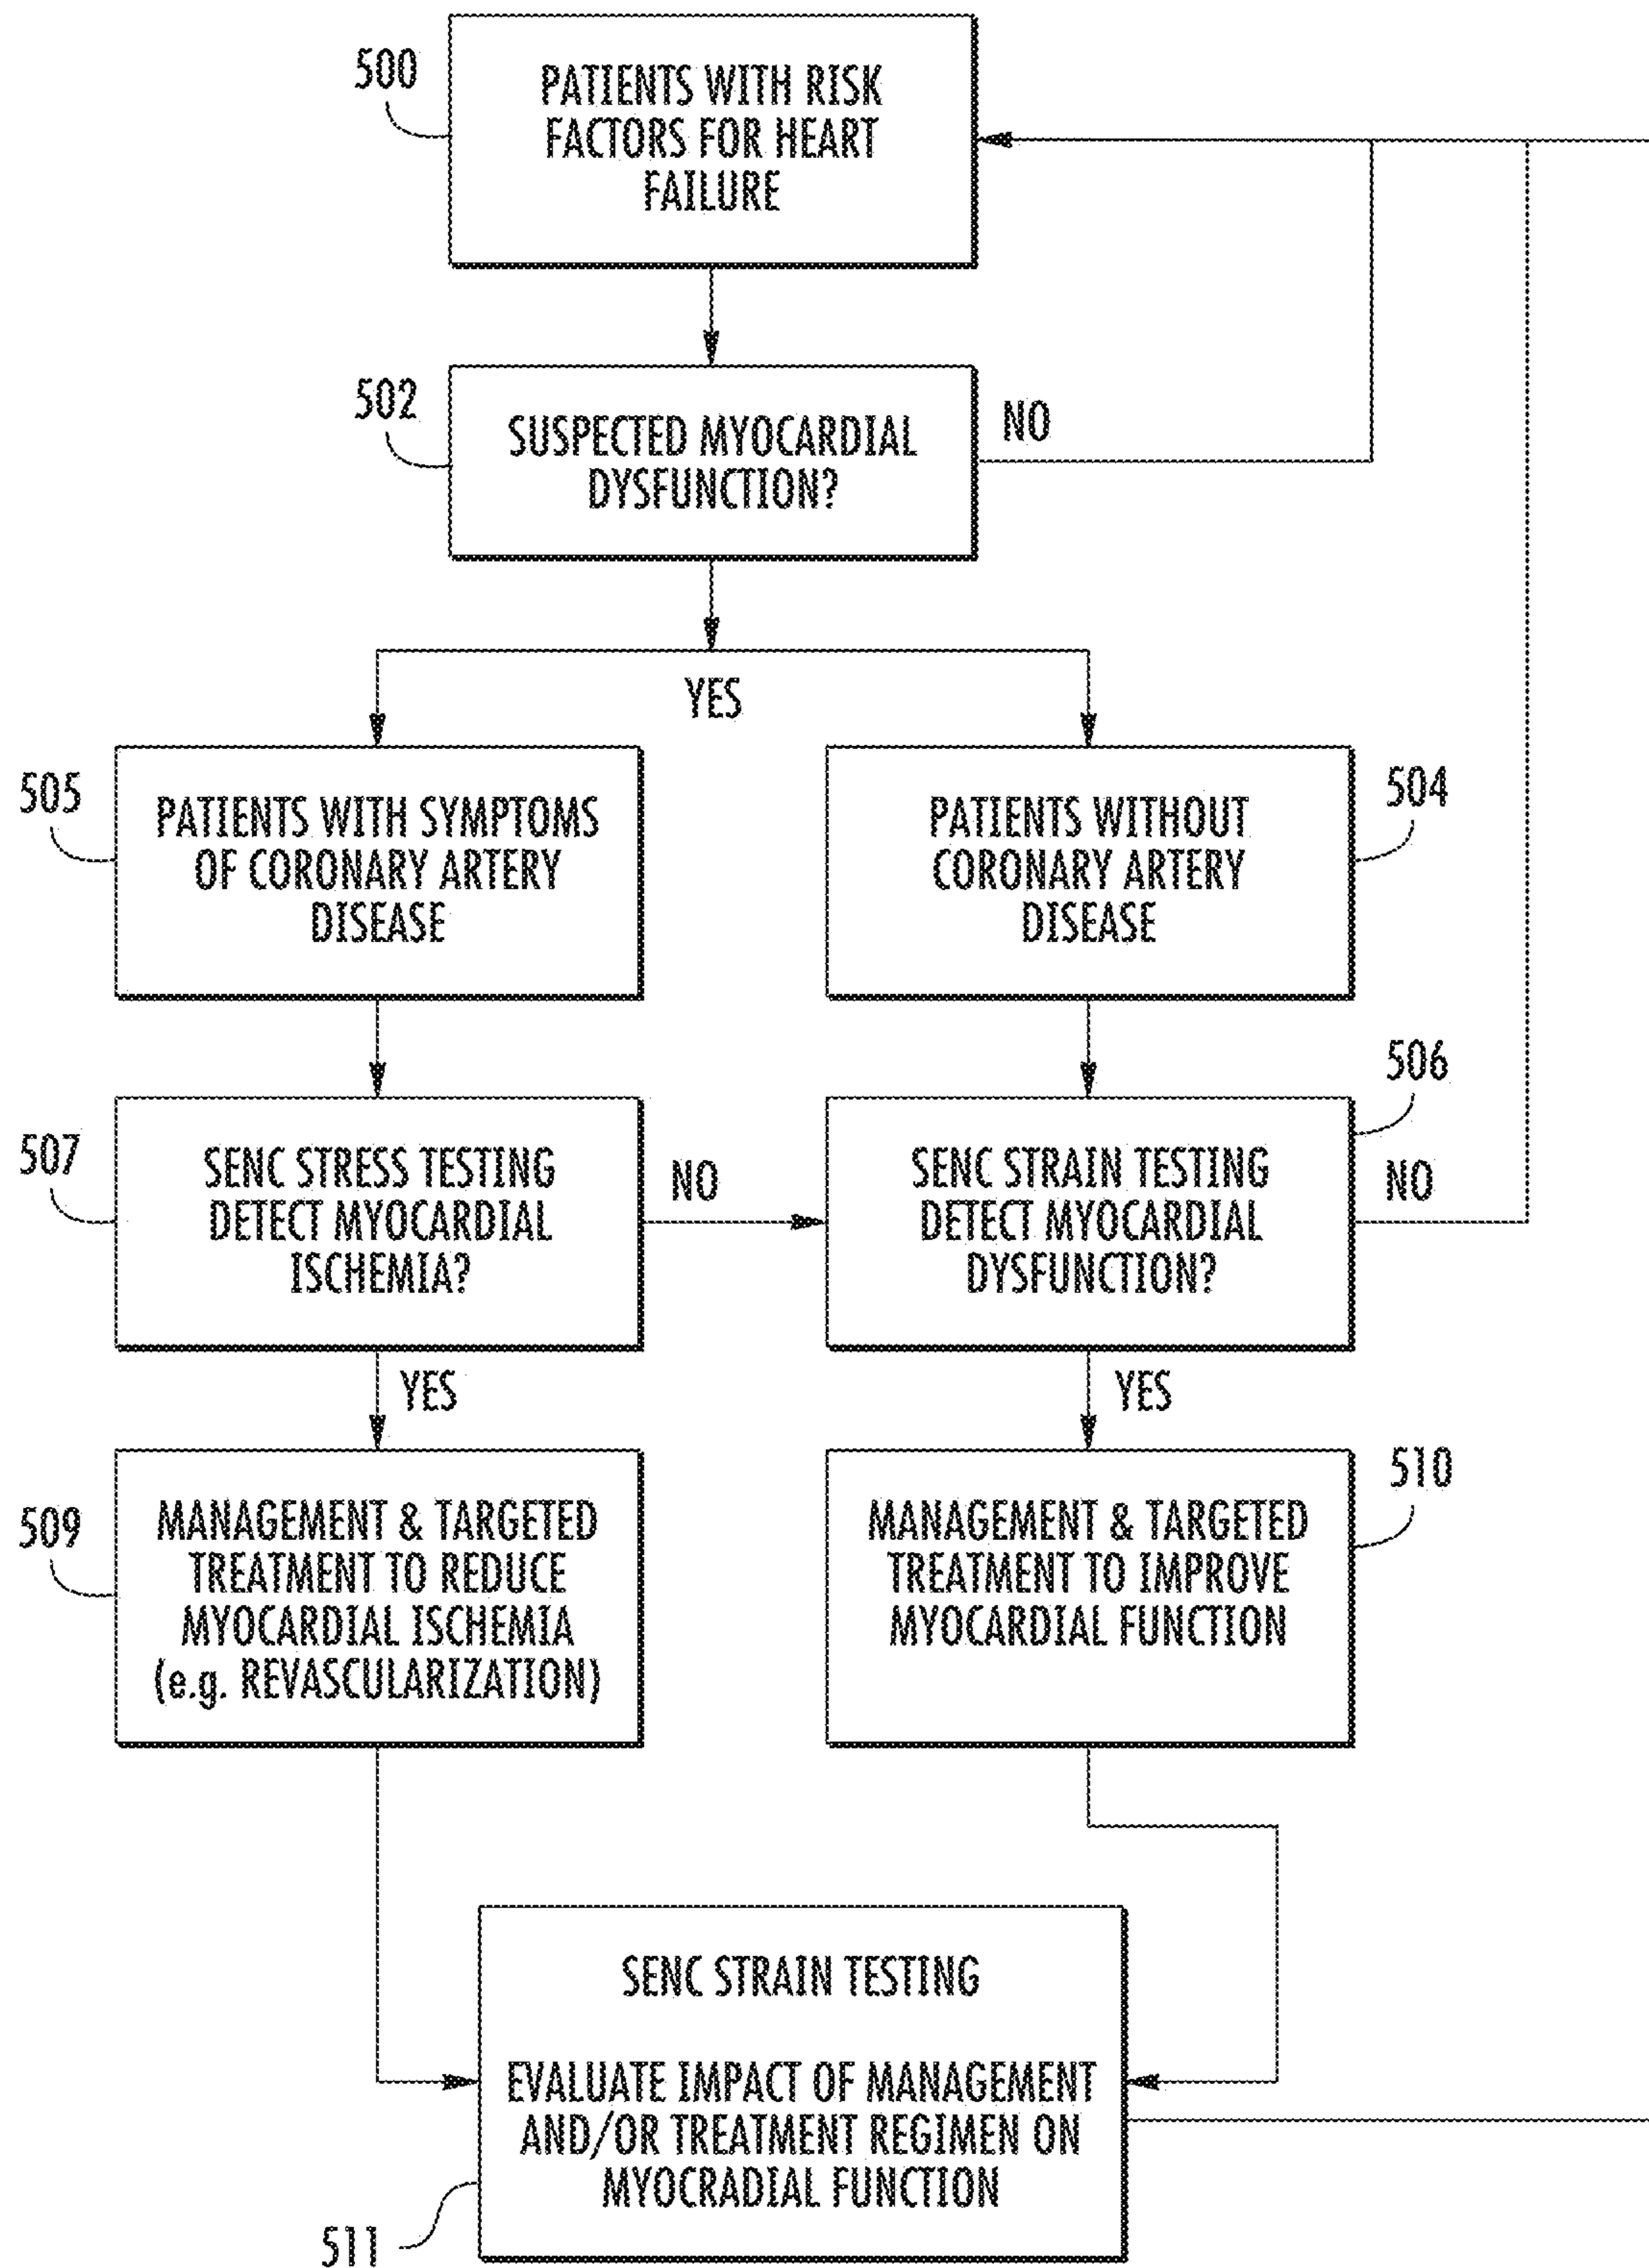 500
PATIENTS WITH RISK
FACTORS FOR HEART
FAILURE
502
SUSPECTED MYOCARDIAL
DYSFUNCTION?
NO
YES
505
PATIENTS WITH SYMPTOMS
OF CORONARY ARTERY
DISEASE
PATIENTS WITHOUT
CORONARY ARTERY
DISEASE
504
507
SENC STRESS TESTING
DETECT MYOCARDIAL
ISCHEMIA?
NO
SENC STRAIN TESTING
DETECT MYOCARDIAL
DYSFUNCTION?
506
NO
YES
YES
509
MANAGEMENT & TARGETED
TREATMENT TO REDUCE
MYOCARDIAL ISCHEMIA
(e.g. REVASCULARIZATION)
MANAGEMENT & TARGETED
TREATMENT TO IMPROVE
MYOCARDIAL FUNCTION
510
SENC STRAIN TESTING
EVALUATE IMPACT OF MANAGEMENT
AND/OR TREATMENT REGIMEN ON
MYOCRADIAL FUNCTION
511